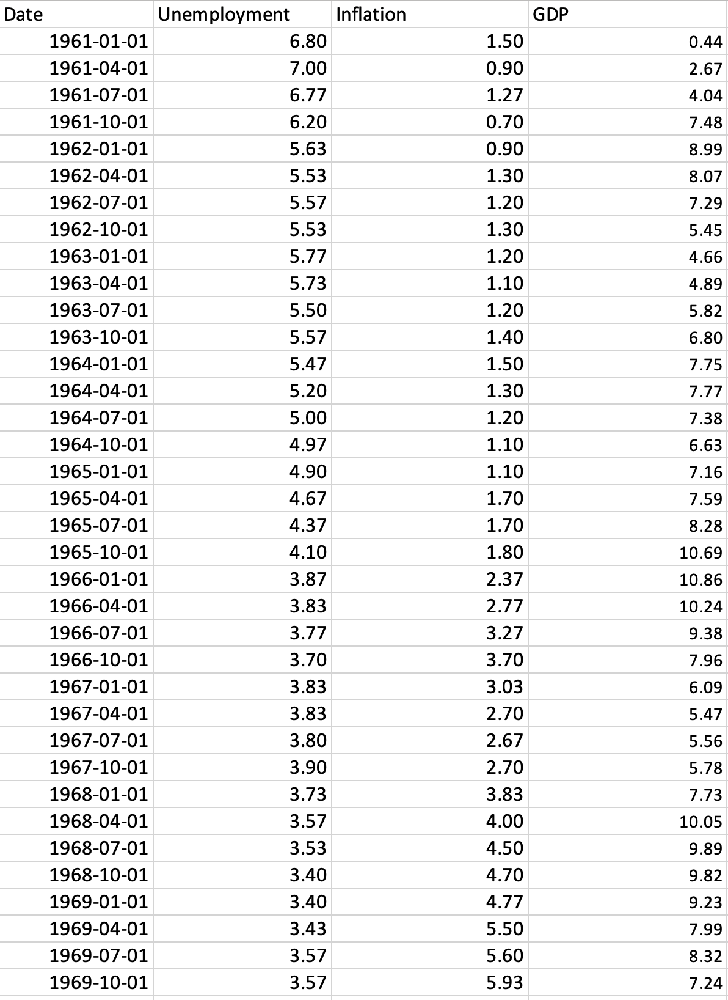 Date Unemployment Inflation GDP
1961-01-01 6.80 1.50 0.44
1961-04-01 7.00 0.90 2.67
1961-07-01 6.77 1.27 4.04
1961-10-01 6.20 0.70 7.48
1962-01-01 5.63 0.90 8.99
1962-04-01 5.53 1.30 8.07
1962-07-01 5.57 1.20 7.29
1962-10-01 5.53 1.30 5.45
1963-01-01 5.77 1.20 4.66
1963-04-01 5.73 1.10 4.89
1963-07-01 5.50 1.20 5.82
1963-10-01 5.57 1.40 6.80
1964-01-01 5.47 1.50 7.75
1964-04-01 5.20 1.30 7.77
1964-07-01 5.00 1.20 7.38
1964-10-01 4.97 1.10 6.63
1965-01-01 4.90 1.10 7.16
1965-04-01 4.67 1.70 7.59
1965-07-01 4.37 1.70 8.28
1965-10-01 4.10 1.80 10.69
1966-01-01 3.87 2.37 10.86
1966-04-01 3.83 2.77 10.24
1966-07-01 3.77 3.27 9.38
1966-10-01 3.70 3.70 7.96
1967-01-01 3.83 3.03 6.09
1967-04-01 3.83 2.70 5.47
1967-07-01 3.80 2.67 5.56
1967-10-01 3.90 2.70 5.78
1968-01-01 3.73 3.83 7.73
1968-04-01 3.57 4.00 10.05
1968-07-01 3.53 4.50 9.89
1968-10-01 3.40 4.70 9.82
1969-01-01 3.40 4.77 9.23
1969-04-01 3.43 5.50 7.99
1969-07-01 3.57 5.60 8.32
1969-10-01 3.57 5.93 7.24